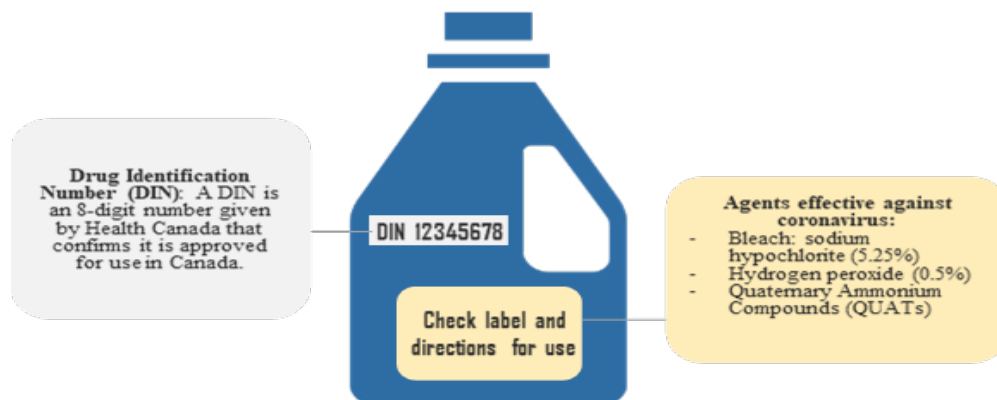 Drug Identification
Number (DIN): A DIN is
an 8-digit number given
by Health Canada that
confirms it is approved
for use in Canada.
DIN 12345678
Check label and
directions for use
Agents effective against
coronavirus:
- Bleach: sodium
hypochlorite (5.25%)
- Hydrogen peroxide (0.5%)
- Quaternary Ammonium
Compounds (QUATs)